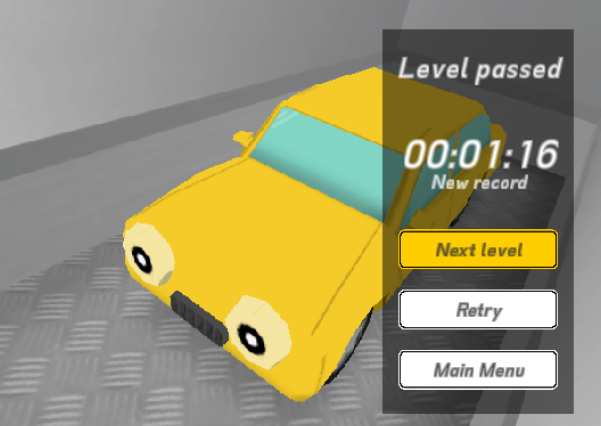 Level passed
00:01:16
New record
Next level
Retry
Main Menu